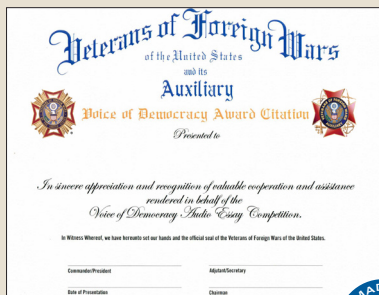 Veterans of Foreign Wars
of the United States
and its
Auxiliary
Voice of Democracy Award Citation
Presented to
In sincere appreciation and recognition of valuable cooperation and assistance
rendered in behalf of the
Voice of Democracy Audio Essay Competition.
In Witness Whereof, we have hereunto set our hands and the official seal of the Veterans of Foreign Wars of the United States.
Commander/President Adjutant/Secretary
Date of Presentation Chairman